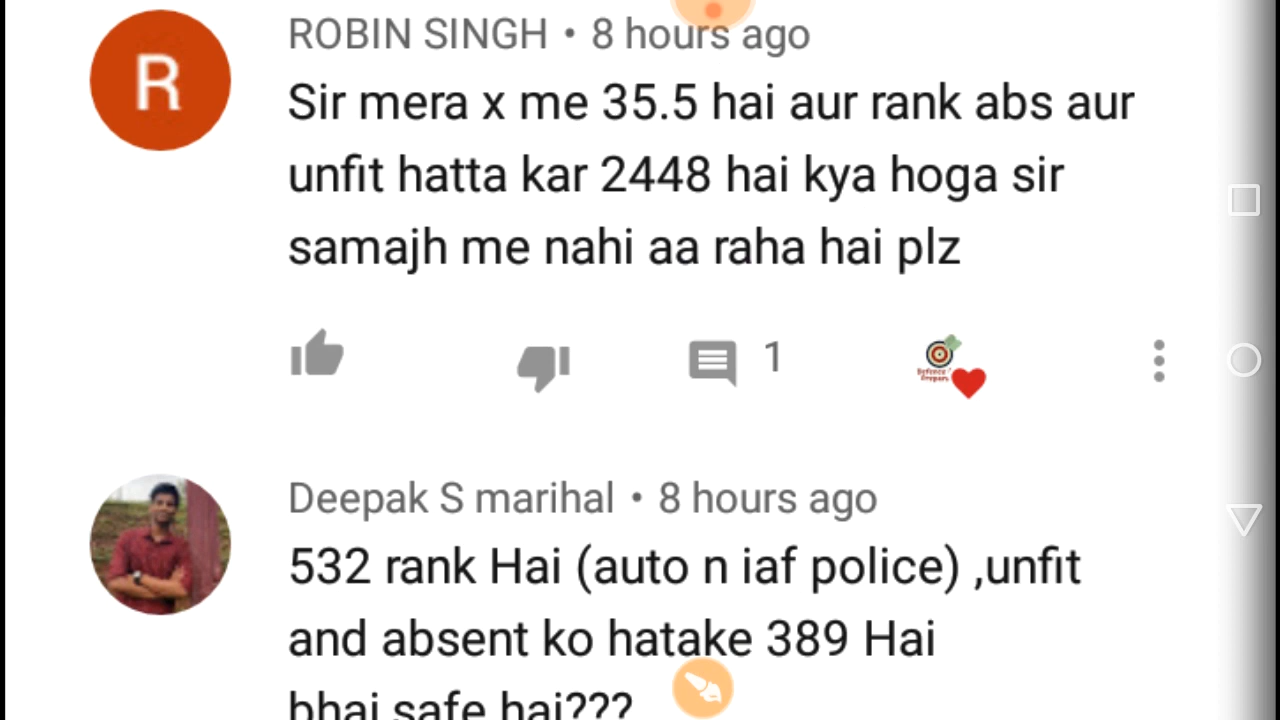 R
ROBIN SINGH • 8 hours ago
Sir mera x me 35.5 hai aur rank abs aur
unfit hatta kar 2448 hai kya hoga sir
samajh me nahi aa raha hai plz
1
Deepak S marihal • 8 hours ago
532 rank Hai (auto n iaf police) ,unfit
and absent ko hatake 389 Hai
bhai safe hai???